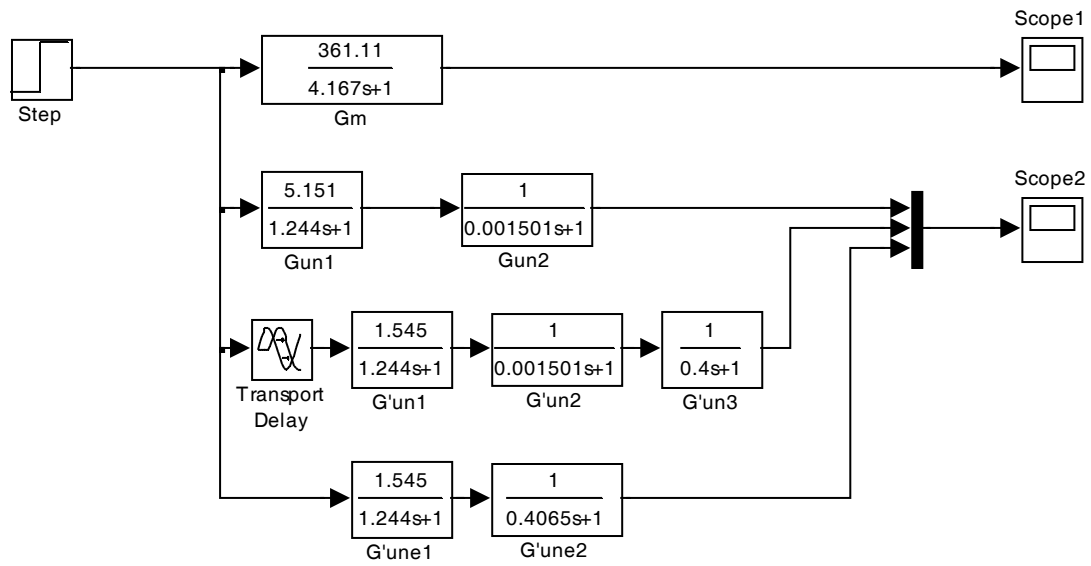 Scope1
361.11
4.167s+1
Step
Gm
Scope2
5.151
1.244s+1
1
0.001501s+1
Gun1
Gun2
1.545
1.244s+1
1
0.001501s+1
1
0.4s+1
Transport
Delay
G'un1
G'un2
G'un3
1.545
1.244s+1
1
0.4065s+1
G'une1
G'une2